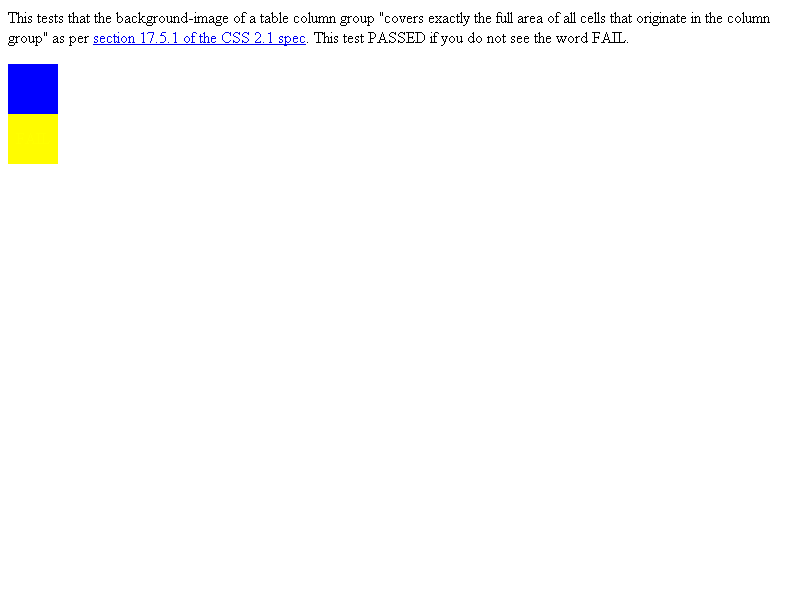 This tests that the background-image of a table column group "covers exactly the full area of all cells that originate in the column
group" as per section 17.5.1 of the CSS 2.1 spec. This test PASSED if you do not see the word FAIL.